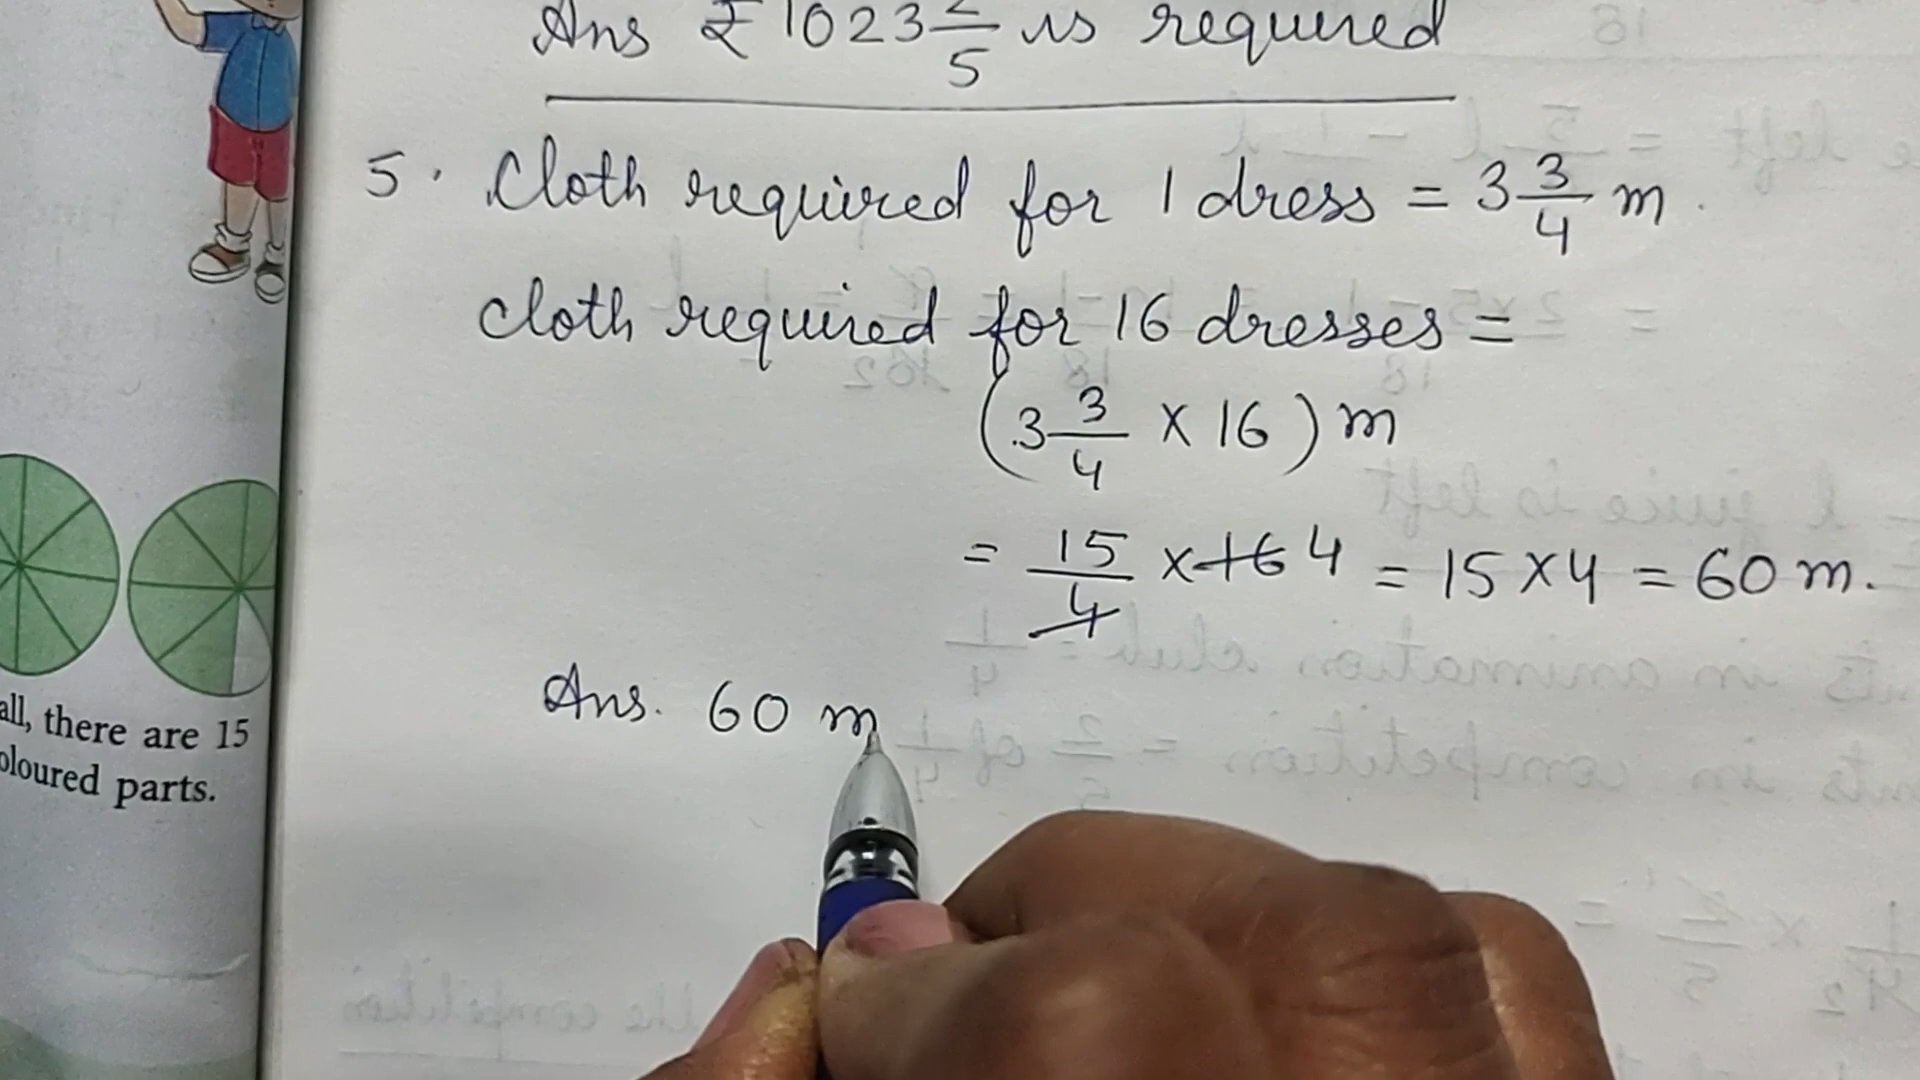 Ans ₹ 1023 2/5 is required
5. Cloth required for 1 dress = 3 3/4 m.
cloth required for 16 dresses =
(3 3/4 × 16) m
= 15/4 × 16 4 = 15 × 4 = 60 m.
Ans. 60 m
all, there are 15
oloured parts.